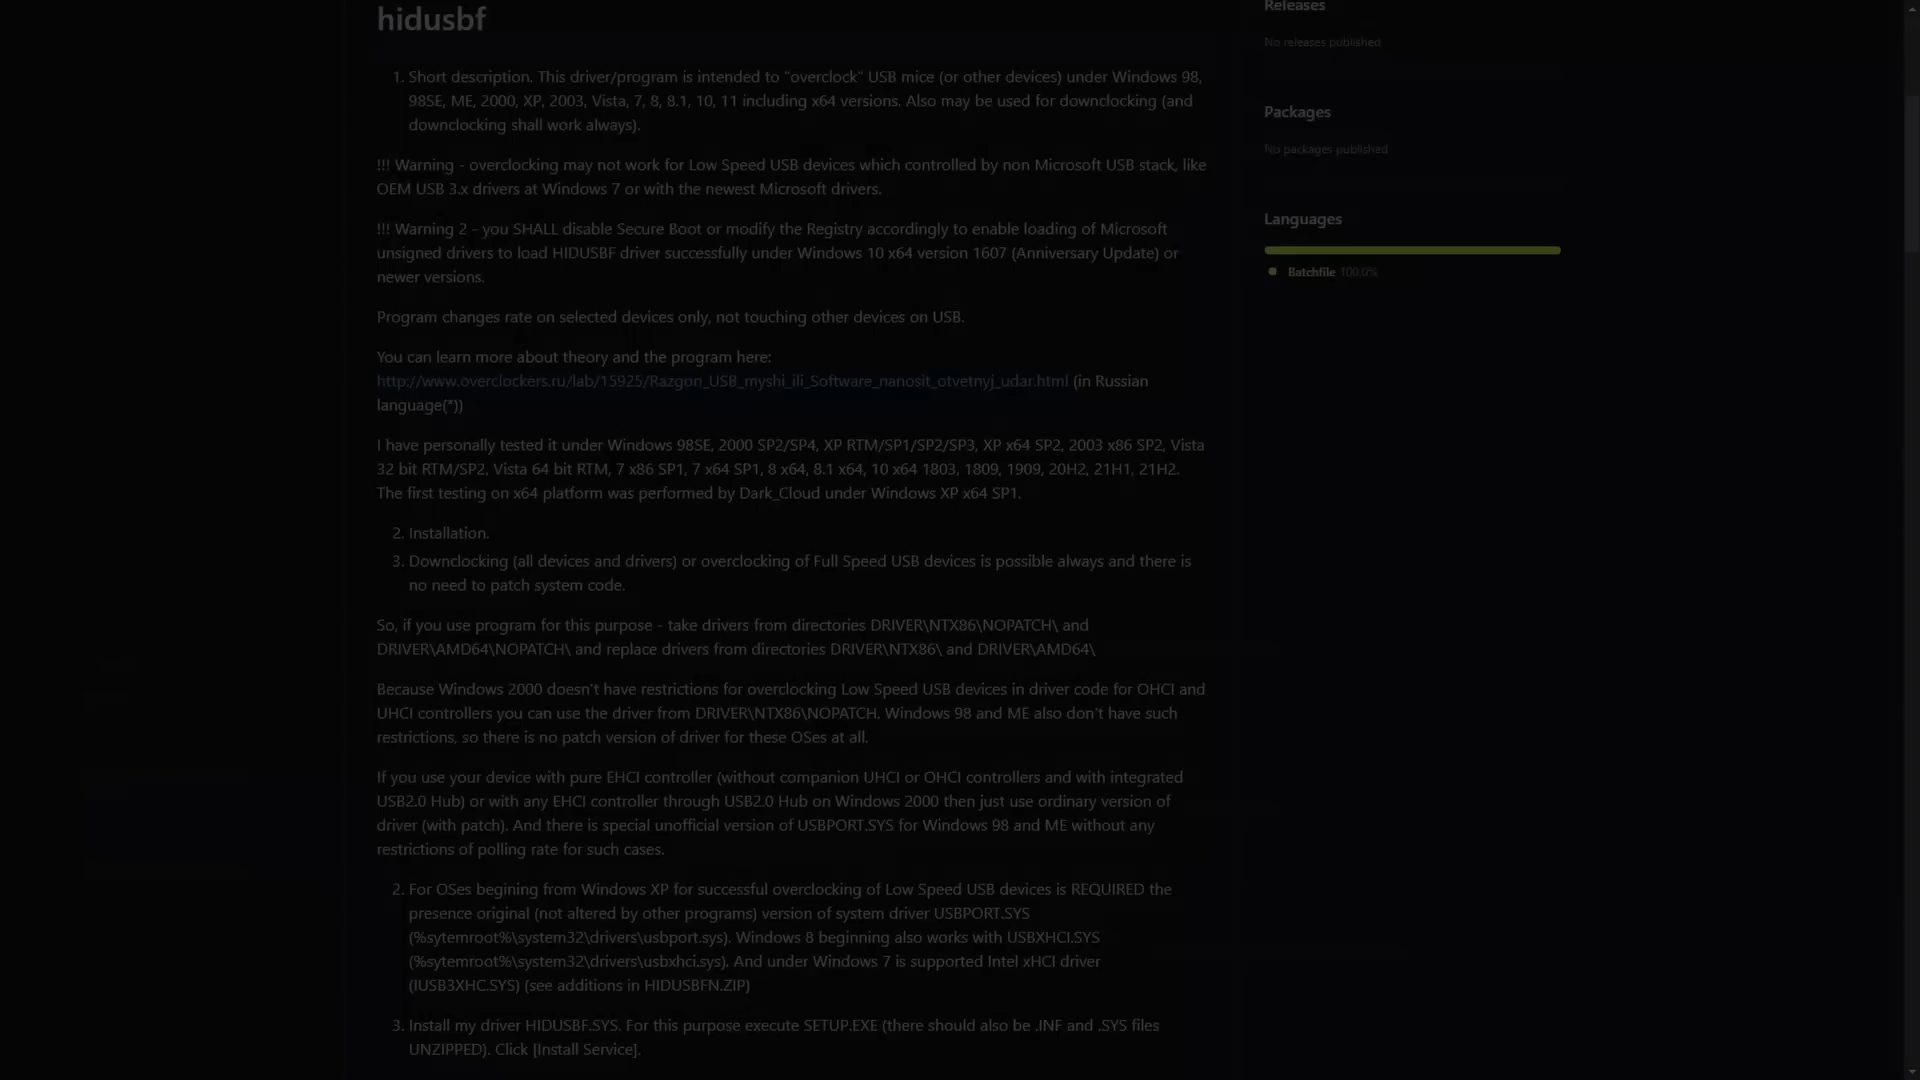 hidusbf
1. Short description. This driver/program is intended to "overclock" USB mice (or other devices) under Windows 98,
98SE, ME, 2000, XP, 2003, Vista, 7, 8, 8.1, 10, 11 including x64 versions. Also may be used for downclocking (and
downclocking shall work always).
!!! Warning - overclocking may not work for Low Speed USB devices which controlled by non Microsoft USB stack, like
OEM USB 3.x drivers at Windows 7 or with the newest Microsoft drivers.
!!! Warning 2 - you SHALL disable Secure Boot or modify the Registry accordingly to enable loading of Microsoft
unsigned drivers to load HIDUSBF driver successfully under Windows 10 x64 version 1607 (Anniversary Update) or
newer versions.
Program changes rate on selected devices only, not touching other devices on USB.
You can learn more about theory and the program here:
http://www.overclockers.ru/lab/15925/Razgon_USB_myshi_ili_Software_nanosit_otvetnyj_udar.html (in Russian
language(*))
I have personally tested it under Windows 98SE, 2000 SP2/SP4, XP RTM/SP1/SP2/SP3, XP x64 SP2, 2003 x86 SP2, Vista
32 bit RTM/SP2, Vista 64 bit RTM, 7 x86 SP1, 7 x64 SP1, 8 x64, 8.1 x64, 10 x64 1803, 1809, 1909, 20H2, 21H1, 21H2.
The first testing on x64 platform was performed by Dark_Cloud under Windows XP x64 SP1.
2. Installation.
3. Downclocking (all devices and drivers) or overclocking of Full Speed USB devices is possible always and there is
no need to patch system code.
So, if you use program for this purpose - take drivers from directories DRIVER\NTX86\NOPATCH\ and
DRIVER\AMD64\NOPATCH\ and replace drivers from directories DRIVER\NTX86\ and DRIVER\AMD64\
Because Windows 2000 doesn't have restrictions for overclocking Low Speed USB devices in driver code for OHCI and
UHCI controllers you can use the driver from DRIVER\NTX86\NOPATCH. Windows 98 and ME also don't have such
restrictions, so there is no patch version of driver for these OSes at all.
If you use your device with pure EHCI controller (without companion UHCI or OHCI controllers and with integrated
USB2.0 Hub) or with any EHCI controller through USB2.0 Hub on Windows 2000 then just use ordinary version of
driver (with patch). And there is special unofficial version of USBPORT.SYS for Windows 98 and ME without any
restrictions of polling rate for such cases.
2. For OSes begining from Windows XP for successful overclocking of Low Speed USB devices is REQUIRED the
presence original (not altered by other programs) version of system driver USBPORT.SYS
(%sytemroot%\system32\drivers\usbport.sys). Windows 8 beginning also works with USBXHCI.SYS
(%sytemroot%\system32\drivers\usbxhci.sys). And under Windows 7 is supported Intel xHCI driver
(IUSB3XHC.SYS) (see additions in HIDUSBFN.ZIP)
3. Install my driver HIDUSBF.SYS. For this purpose execute SETUP.EXE (there should also be .INF and .SYS files
UNZIPPED). Click [Install Service].
Releases
No releases published
Packages
No packages published
Languages
Batchfile 100.0%